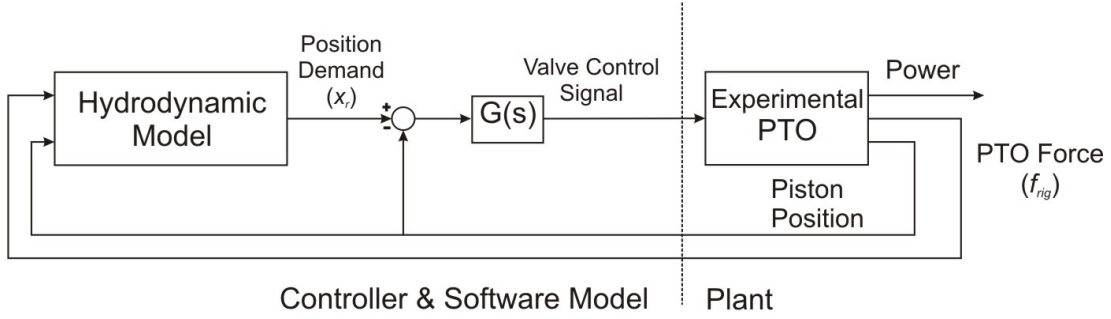 Hydrodynamic
Model
Position
Demand
(xᵣ)
+
-
G(s)
Valve Control
Signal
Experimental
PTO
Power
PTO Force
(f_rig)
Piston
Position
Controller & Software Model
Plant